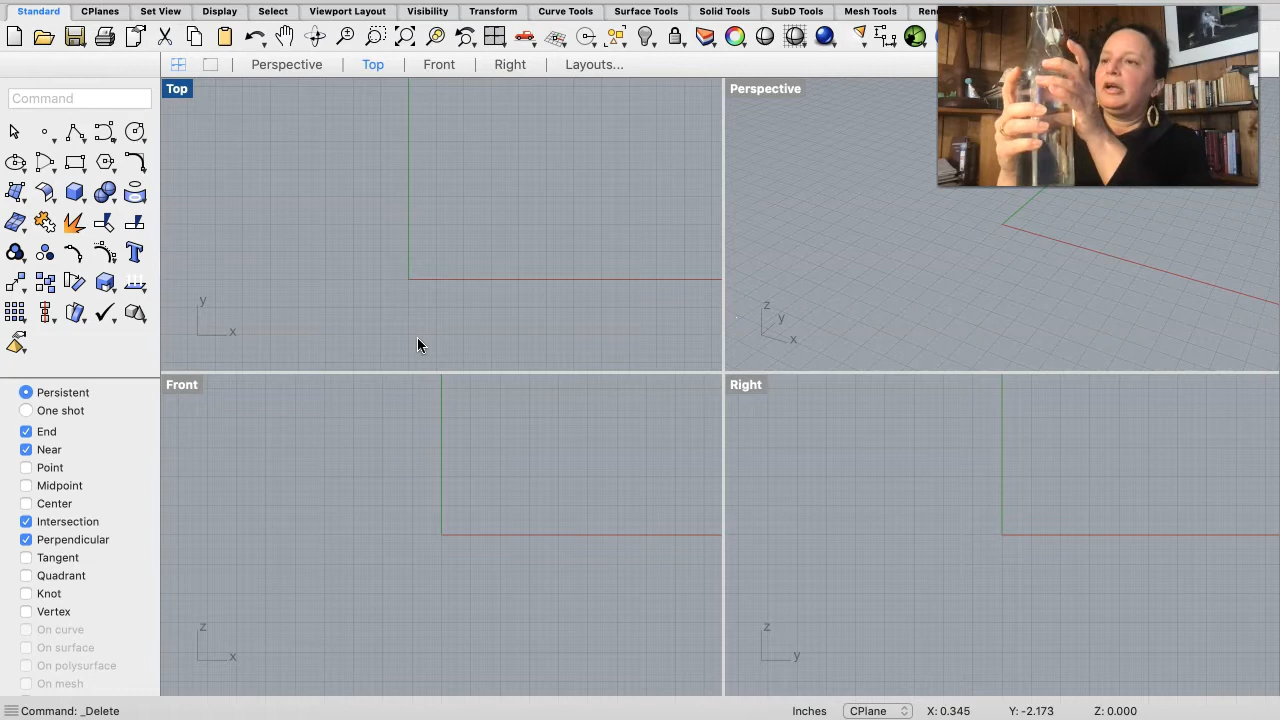 Standard CPlanes Set View Display Select Viewport Layout Visibility Transform Curve Tools Surface Tools Solid Tools SubD Tools Mesh Tools
Perspective Top Front Right Layouts...
Command
Top
Perspective
y
x
z
y
x
Front
Right
z
x
z
y
Persistent
One shot
End
Near
Point
Midpoint
Center
Intersection
Perpendicular
Tangent
Quadrant
Knot
Vertex
On curve
On surface
On polysurface
On mesh
Command: _Delete
Inches CPlane X: 0.345 Y: -2.173 Z: 0.000